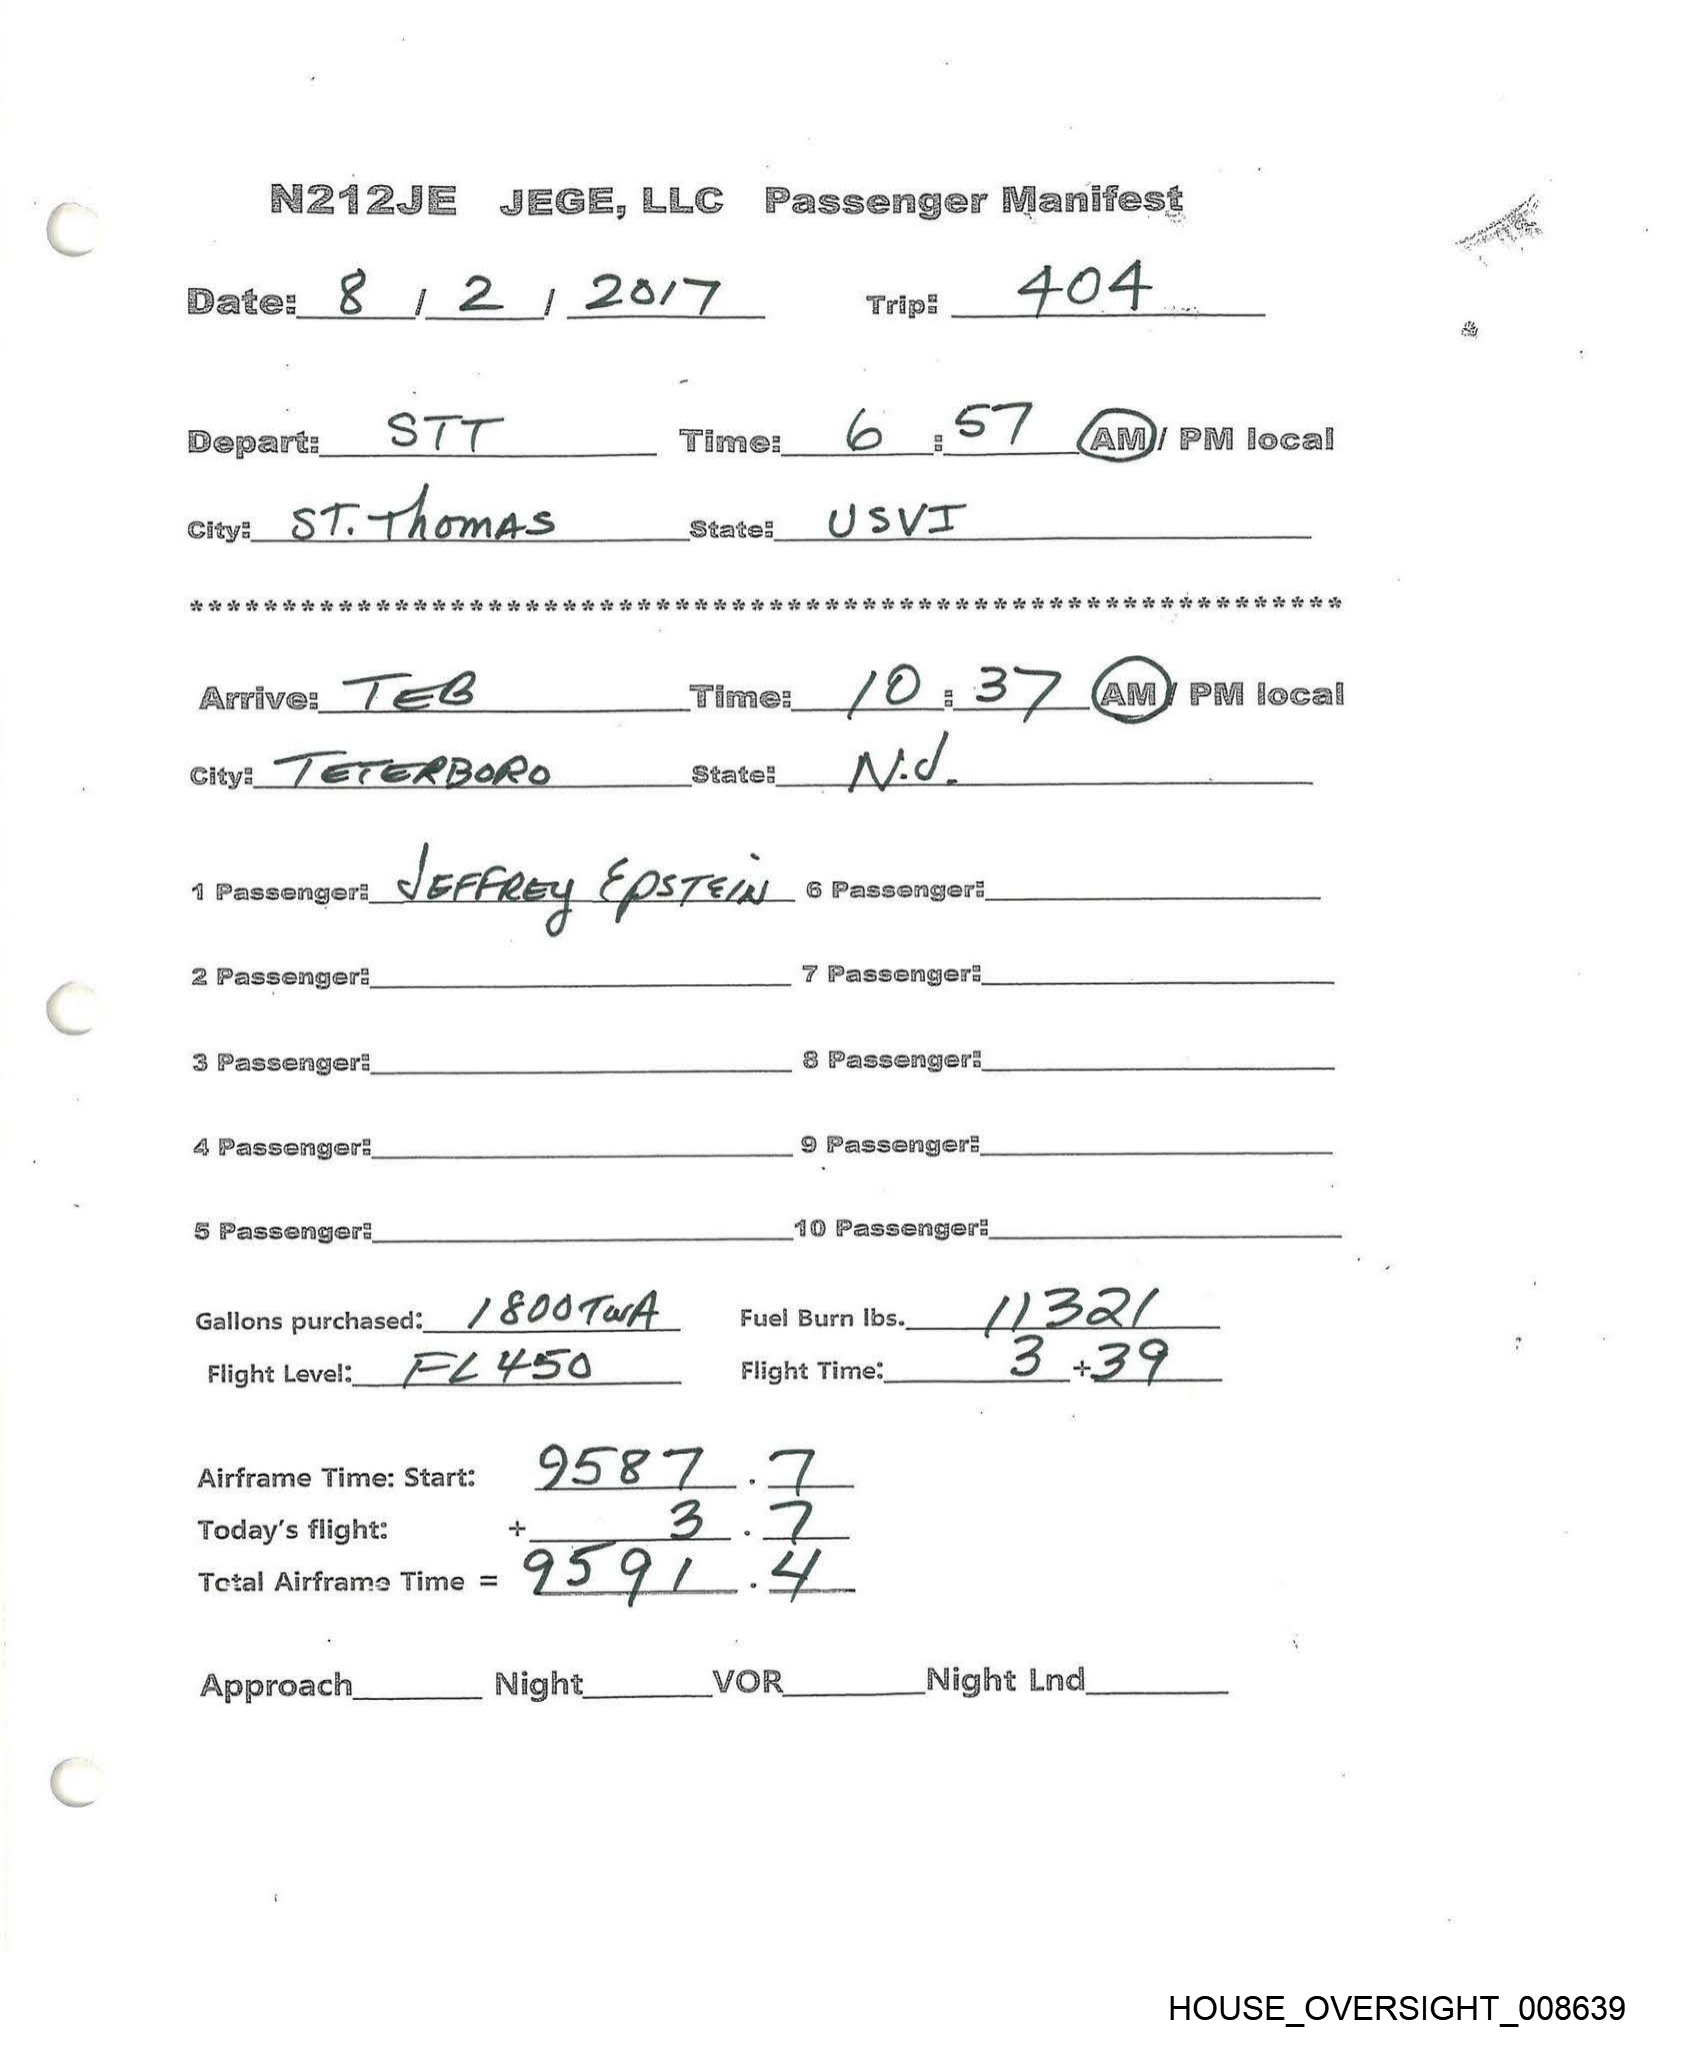 N212JE JEGE, LLC Passenger Manifest
Date: 8 / 2 / 2017 Trip: 404
Depart: STT Time: 6 : 57 AM / PM local
City: ST. Thomas State: USVI
*****************************************************************
Arrive: TEB Time: 10 : 37 AM / PM local
City: TETERBORO State: N.J.
1 Passenger: JEFFREY EPSTEIN 6 Passenger:
2 Passenger: 7 Passenger:
3 Passenger: 8 Passenger:
4 Passenger: 9 Passenger:
5 Passenger: 10 Passenger:
Gallons purchased: 1800 TWA Fuel Burn lbs. 11321
Flight Level: FL 450 Flight Time: 3 + 39
Airframe Time: Start: 9587 . 7
Today's flight: + 3 . 7
Total Airframe Time = 9591 . 4
Approach Night VOR Night Lnd
HOUSE_OVERSIGHT_008639